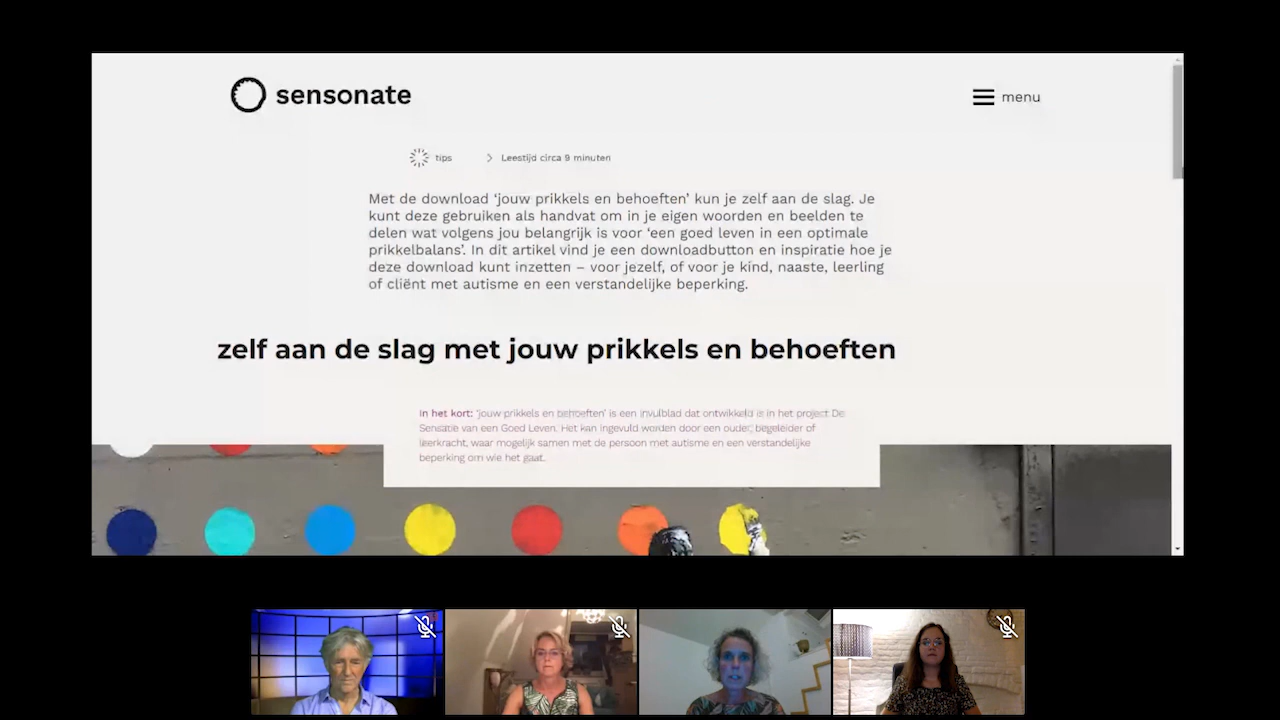 sensonate
menu
tips
Leestijd circa 9 minuten
Met de download ‘jouw prikkels en behoeften’ kun je zelf aan de slag. Je
kunt deze gebruiken als handvat om in je eigen woorden en beelden te
delen wat volgens jou belangrijk is voor ‘een goed leven in een optimale
prikkelbalans’. In dit artikel vind je een downloadbutton en inspiratie hoe je
deze download kunt inzetten – voor jezelf, of voor je kind, naaste, leerling
of cliënt met autisme en een verstandelijke beperking.
zelf aan de slag met jouw prikkels en behoeften
In het kort: ‘jouw prikkels en behoeften’ is een invulblad dat ontwikkeld is in het project De
Sensatie van een Goed Leven. Het kan ingevuld worden door een ouder, begeleider of
leerkracht, waar mogelijk samen met de persoon met autisme en een verstandelijke
beperking om wie het gaat.